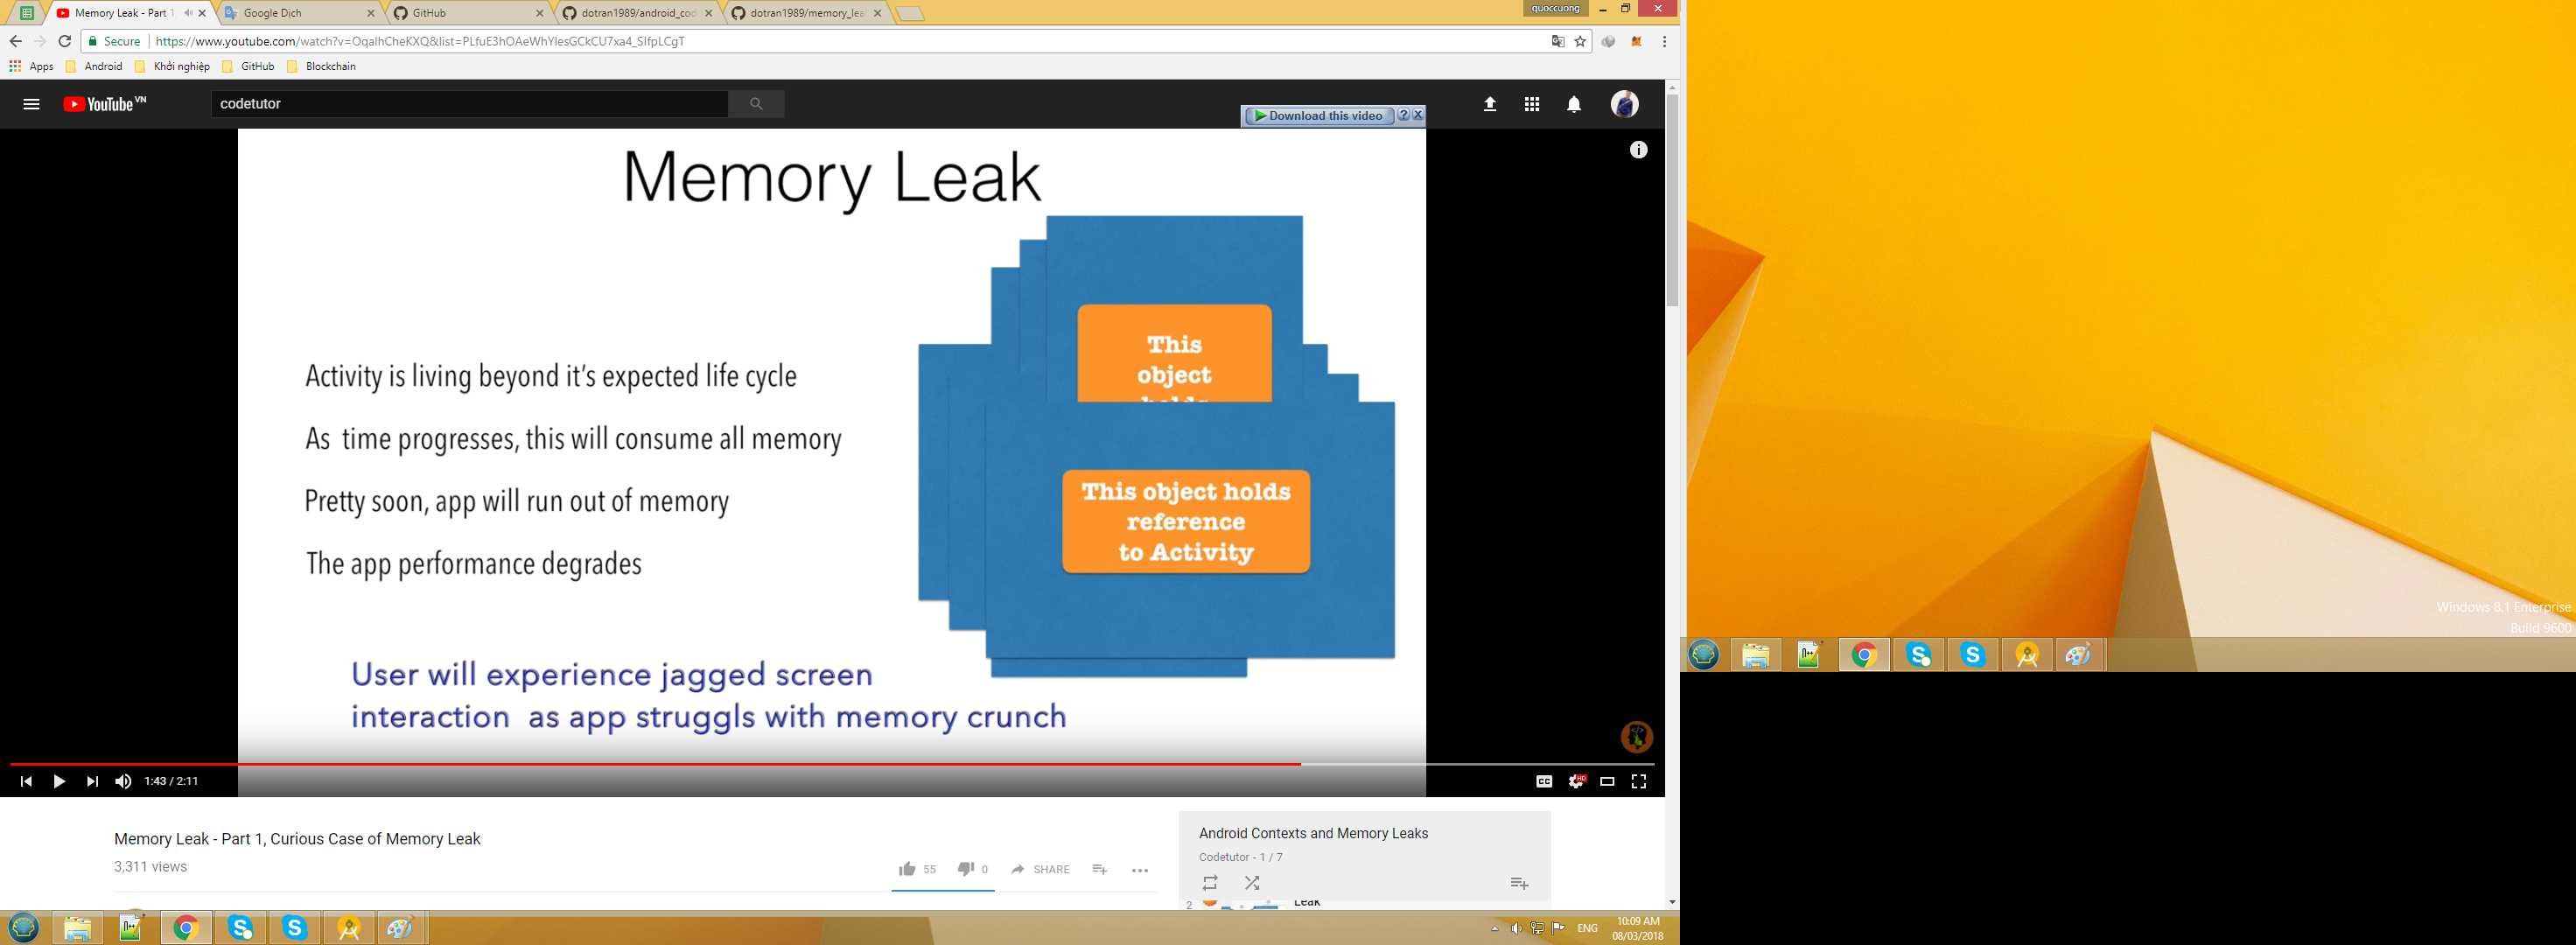 Memory Leak - Part 1
Google Dịch
GitHub
dotran1989/android_cod
dotran1989/memory_lea
quoccuong
Secure
https://www.youtube.com/watch?v=OqaIhCheKXQ&list=PLfuE3hOAeWhYIesGCkCU7xa4_SIfpLCgT
Apps
Android
Khởi nghiệp
GitHub
Blockchain
YouTube VN
codetutor
Download this video
?
Memory Leak
This
object
holds
Activity is living beyond it's expected life cycle
As time progresses, this will consume all memory
Pretty soon, app will run out of memory
The app performance degrades
This object holds
reference
to Activity
User will experience jagged screen
interaction as app struggls with memory crunch
1:43 / 2:11
CC
HD
Memory Leak - Part 1, Curious Case of Memory Leak
3,311 views
55
0
SHARE
Android Contexts and Memory Leaks
Codetutor - 1 / 7
2
Leak
ENG
10:09 AM
08/03/2018
Windows 8.1 Enterprise
Build 9600